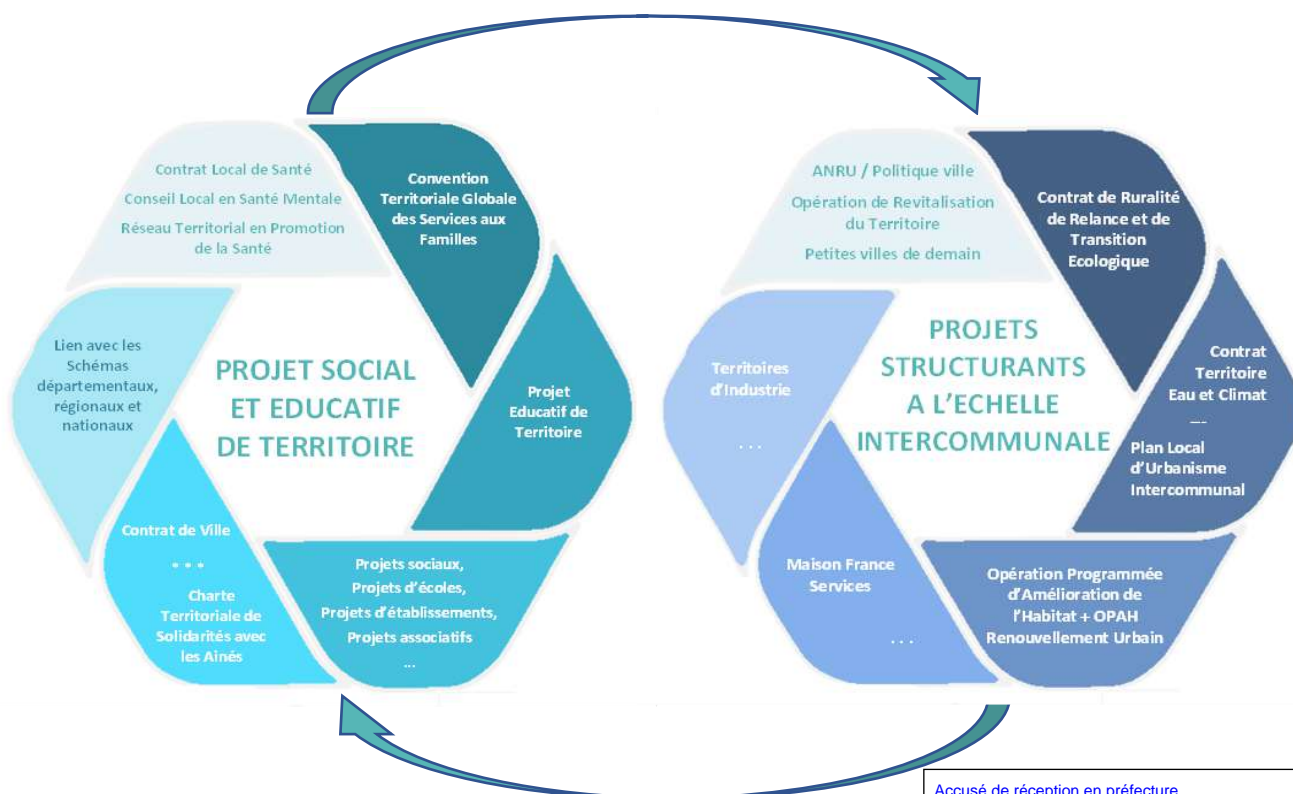 Contrat Local de Santé
Conseil Local en Santé Mentale
Réseau Territorial en Promotion
de la Santé
Convention
Territoriale Globale
des Services aux
Familles
Lien avec les
Schémas
départementaux,
régionaux et
nationaux
PROJET SOCIAL
ET EDUCATIF
DE TERRITOIRE
Projet
Educatif de
Territoire
Contrat de Ville
...
Charte
Territoriale de
Solidarités avec
les Ainés
Projets sociaux,
Projets d'écoles,
Projets d'établissements,
Projets associatifs
...
ANRU / Politique ville
Opération de Revitalisation
du Territoire
Petites villes de demain
Contrat de Ruralité
de Relance et de
Transition
Ecologique
Territoires
d'Industrie
...
PROJETS
STRUCTURANTS
A L'ECHELLE
INTERCOMMUNALE
Contrat
Territoire
Eau et Climat
---
Plan Local
d'Urbanisme
Intercommunal
Maison France
Services
...
Opération Programmée
d'Amélioration de
l'Habitat + OPAH
Renouvellement Urbain
Accusé de réception en préfecture